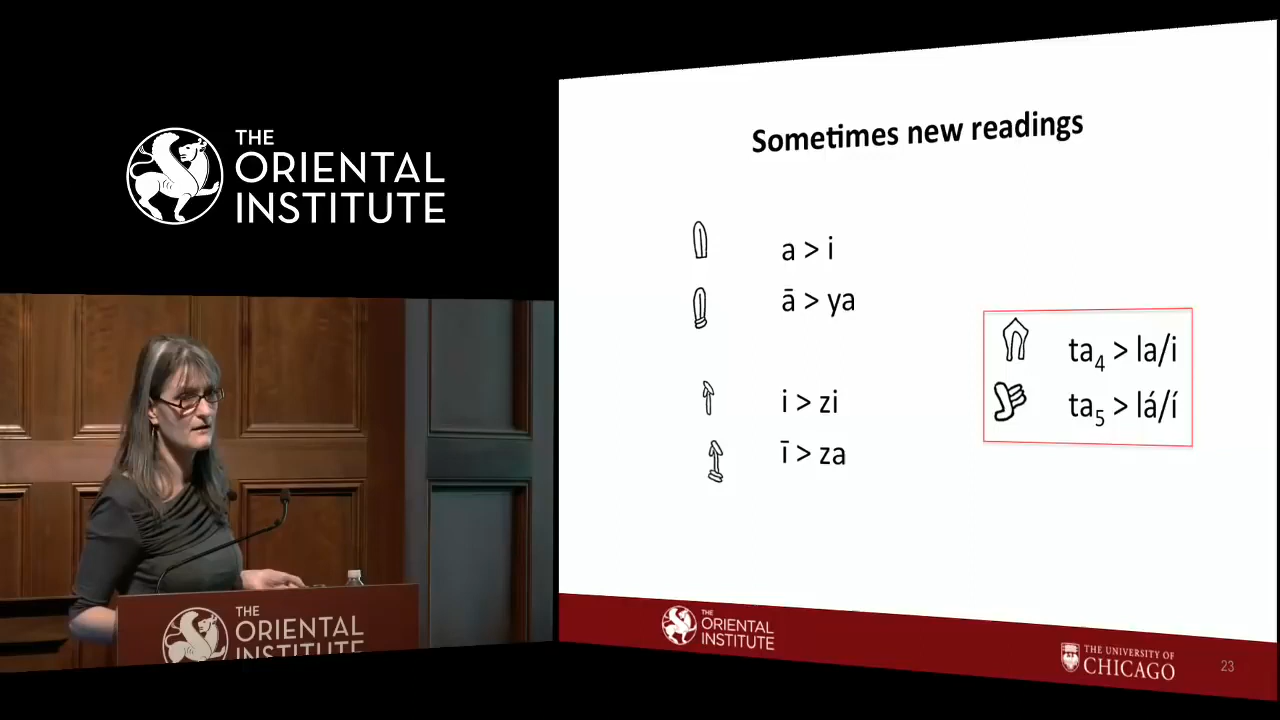 THE
ORIENTAL
INSTITUTE
Sometimes new readings
a > i
ā > ya
i > zi
ī > za
ta₄ > la/i
ta₅ > lá/í
THE
ORIENTAL
INSTITUTE
THE
ORIENTAL
INSTITUTE
THE UNIVERSITY OF
CHICAGO
23